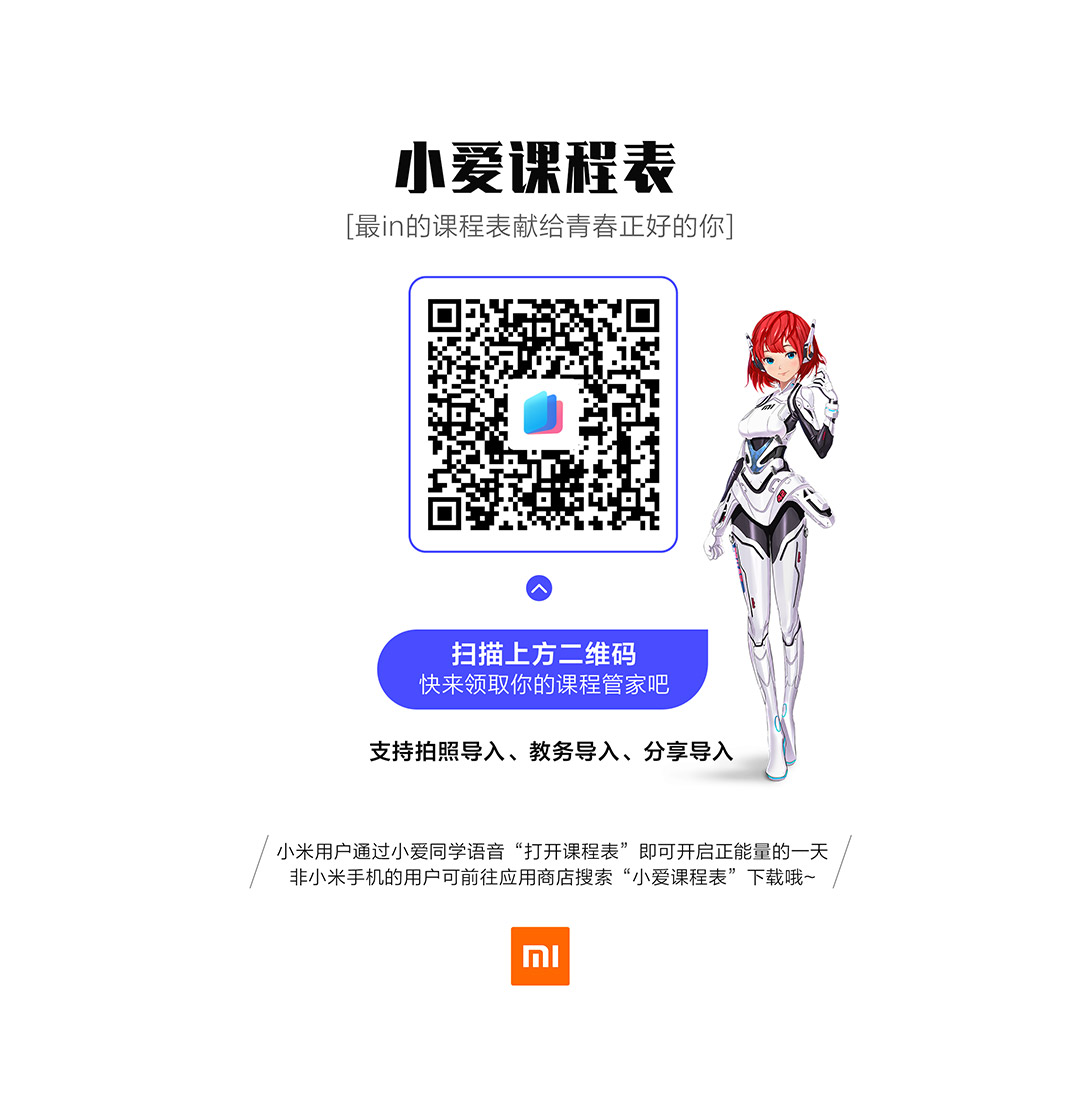 小爱课程表
[最in的课程表献给青春正好的你]
扫描上方二维码
快来领取你的课程管家吧
支持拍照导入、教务导入、分享导入
小米用户通过小爱同学语音“打开课程表”即可开启正能量的一天
非小米手机的用户可前往应用商店搜索“小爱课程表”下载哦~
mi